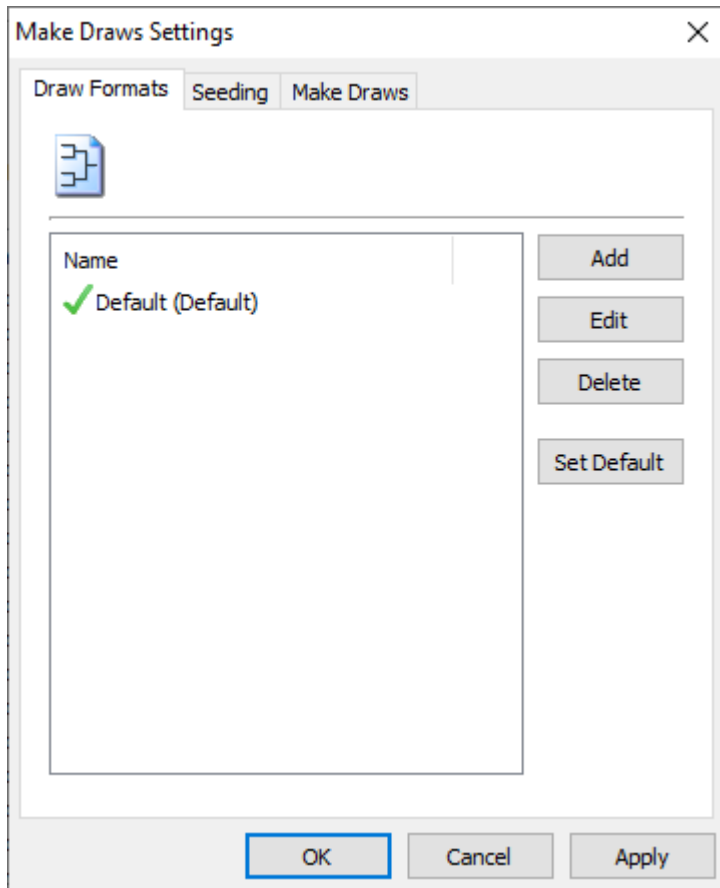 Make Draws Settings
Draw Formats Seeding Make Draws
Name
Default (Default)
Add
Edit
Delete
Set Default
OK Cancel Apply